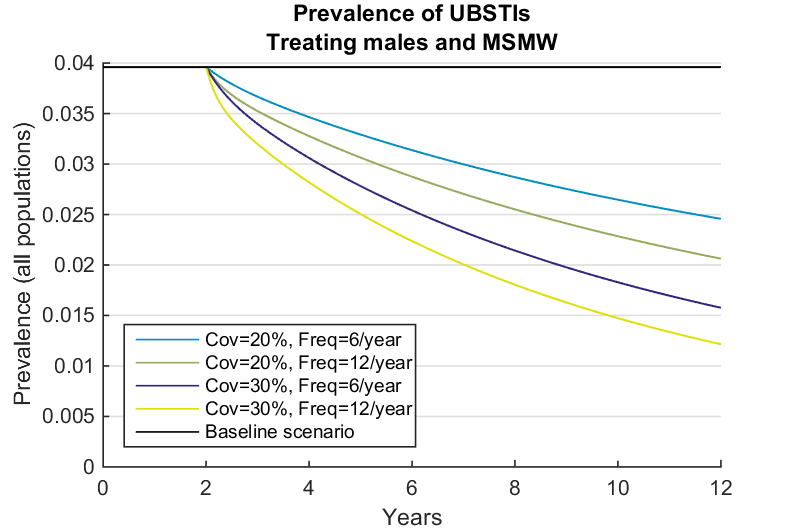 Prevalence of UBSTIs
Treating males and MSMW
Prevalence (all populations)
0.04
0.035
0.03
0.025
0.02
0.015
0.01
0.005
0
Cov=20%, Freq=6/year
Cov=20%, Freq=12/year
Cov=30%, Freq=6/year
Cov=30%, Freq=12/year
Baseline scenario
0 2 4 6 8 10 12
Years